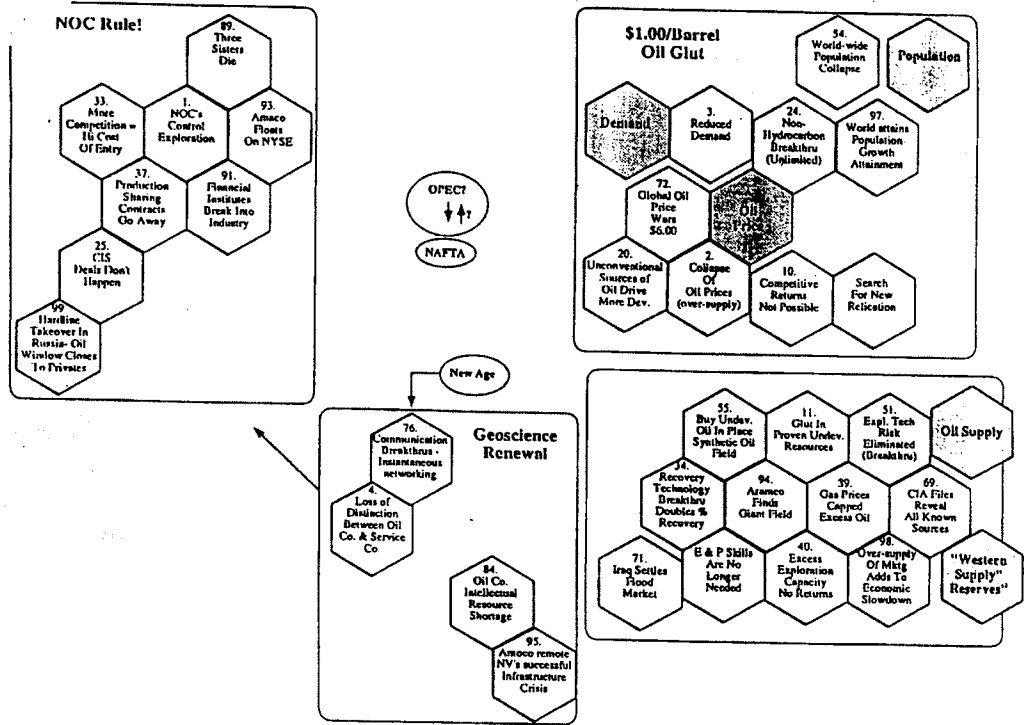 NOC Rule!
89.
Three
Sisters
Die
33.
More
Competition =
Hi Cost
Of Entry
1.
NOC's
Control
Exploration
93.
Amaco
Floats
On NYSE
37.
Production
Sharing
Contracts
Go Away
91.
Financial
Institutes
Break Into
Industry
25.
CIS
Deals Don't
Happen
99
Hardline
Takeover In
Russia- Oil
Window Closes
To Privates
OPEC?
?
NAFTA
New Age
$1.00/Barrel
Oil Glut
54.
World-wide
Population
Collapse
Population
Demand
3.
Reduced
Demand
24.
Non-
Hydrocarbon
Breakthru
(Unlimited)
97.
World attains
Population
Growth
Attainment
72.
Global Oil
Price
Wars
$6.00
Oil
Price
20.
Unconventional
Sources of
Oil Drive
More Dev.
2.
Collapse
Of
Oil Prices
(over-supply)
10.
Competitive
Returns
Not Possible
Search
For New
Relication
Geoscience
Renewal
76.
Communication
Breakthrus -
Instantaneous
networking
4.
Loss of
Distinction
Between Oil
Co. & Service
Co.
84.
Oil Co.
Intellectual
Resource
Shortage
95.
Amoco remote
NV's successful
Infrastructure
Crisis
55.
Buy Undev.
Oil In Place
Synthetic Oil
Field
11.
Glut In
Proven Undev.
Resources
51.
Expl. Tech
Risk
Eliminated
(Breakthru)
Oil Supply
34.
Recovery
Technology
Breakthru
Doubles %
Recovery
94.
Aramco
Finds
Giant Field
39.
Gas Prices
Capped
Excess Oil
69.
CIA Files
Reveal
All Known
Sources
71.
Iraq Settles
Flood
Market
E & P Skills
Are No
Longer
Needed
40.
Excess
Exploration
Capacity
No Returns
98.
Over-supply
Of Mktg
Adds To
Economic
Slowdown
"Western
Supply"
Reserves"